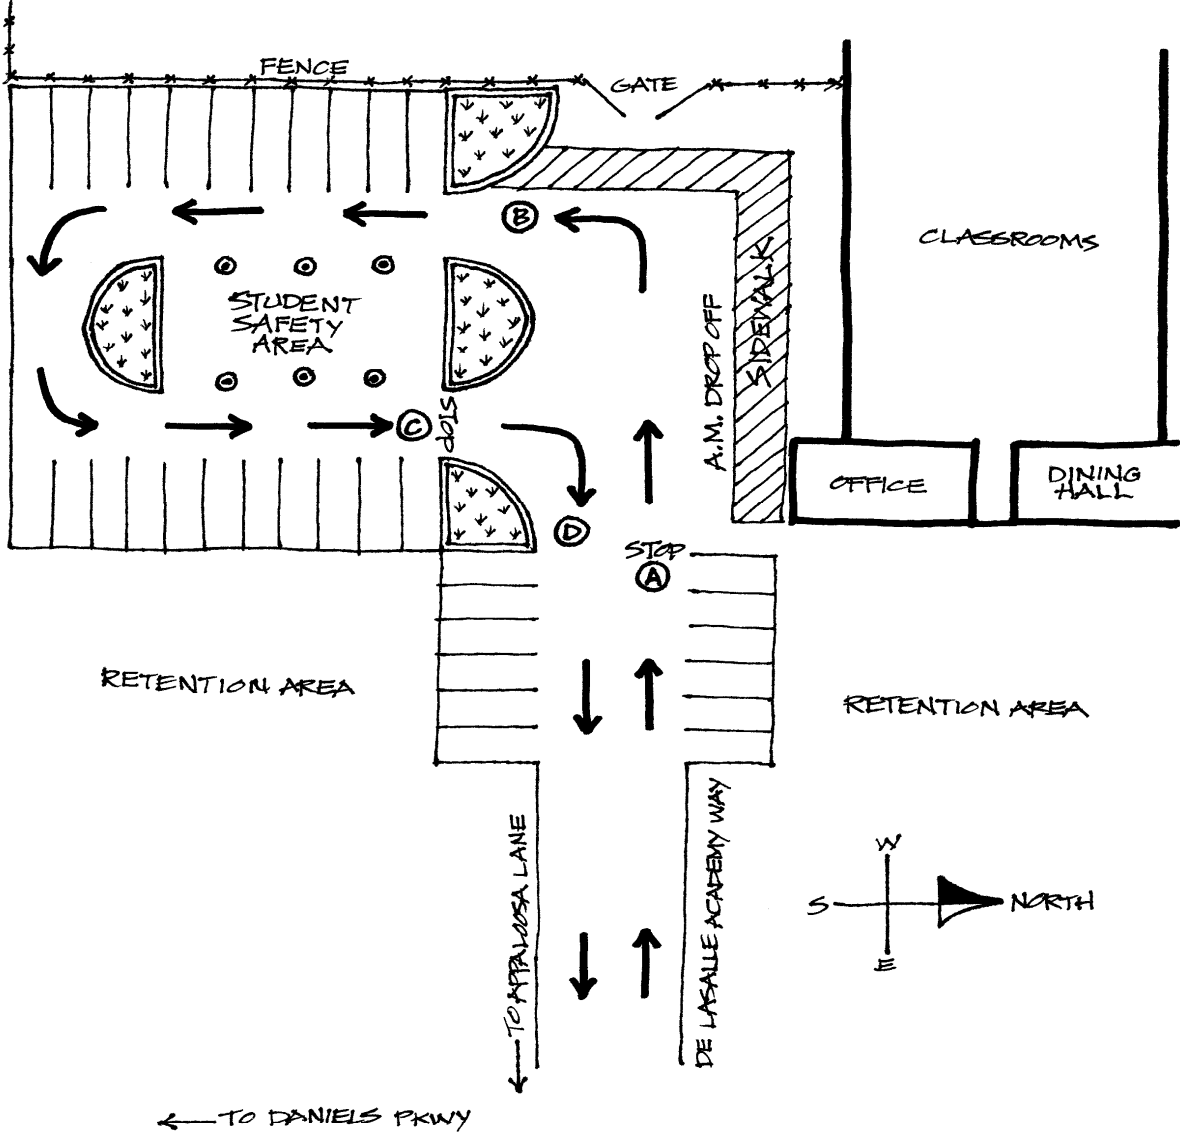 FENCE
GATE
B
CLASSROOMS
STUDENT
SAFETY
AREA
A.M. DROP OFF
SIDEWALK
C
STOP
OFFICE
DINING
HALL
D
STOP
A
RETENTION AREA
RETENTION AREA
TO APPALOOSA LANE
DE LASALLE ACADEMY WAY
W
S
NORTH
E
TO DANIELS PKWY